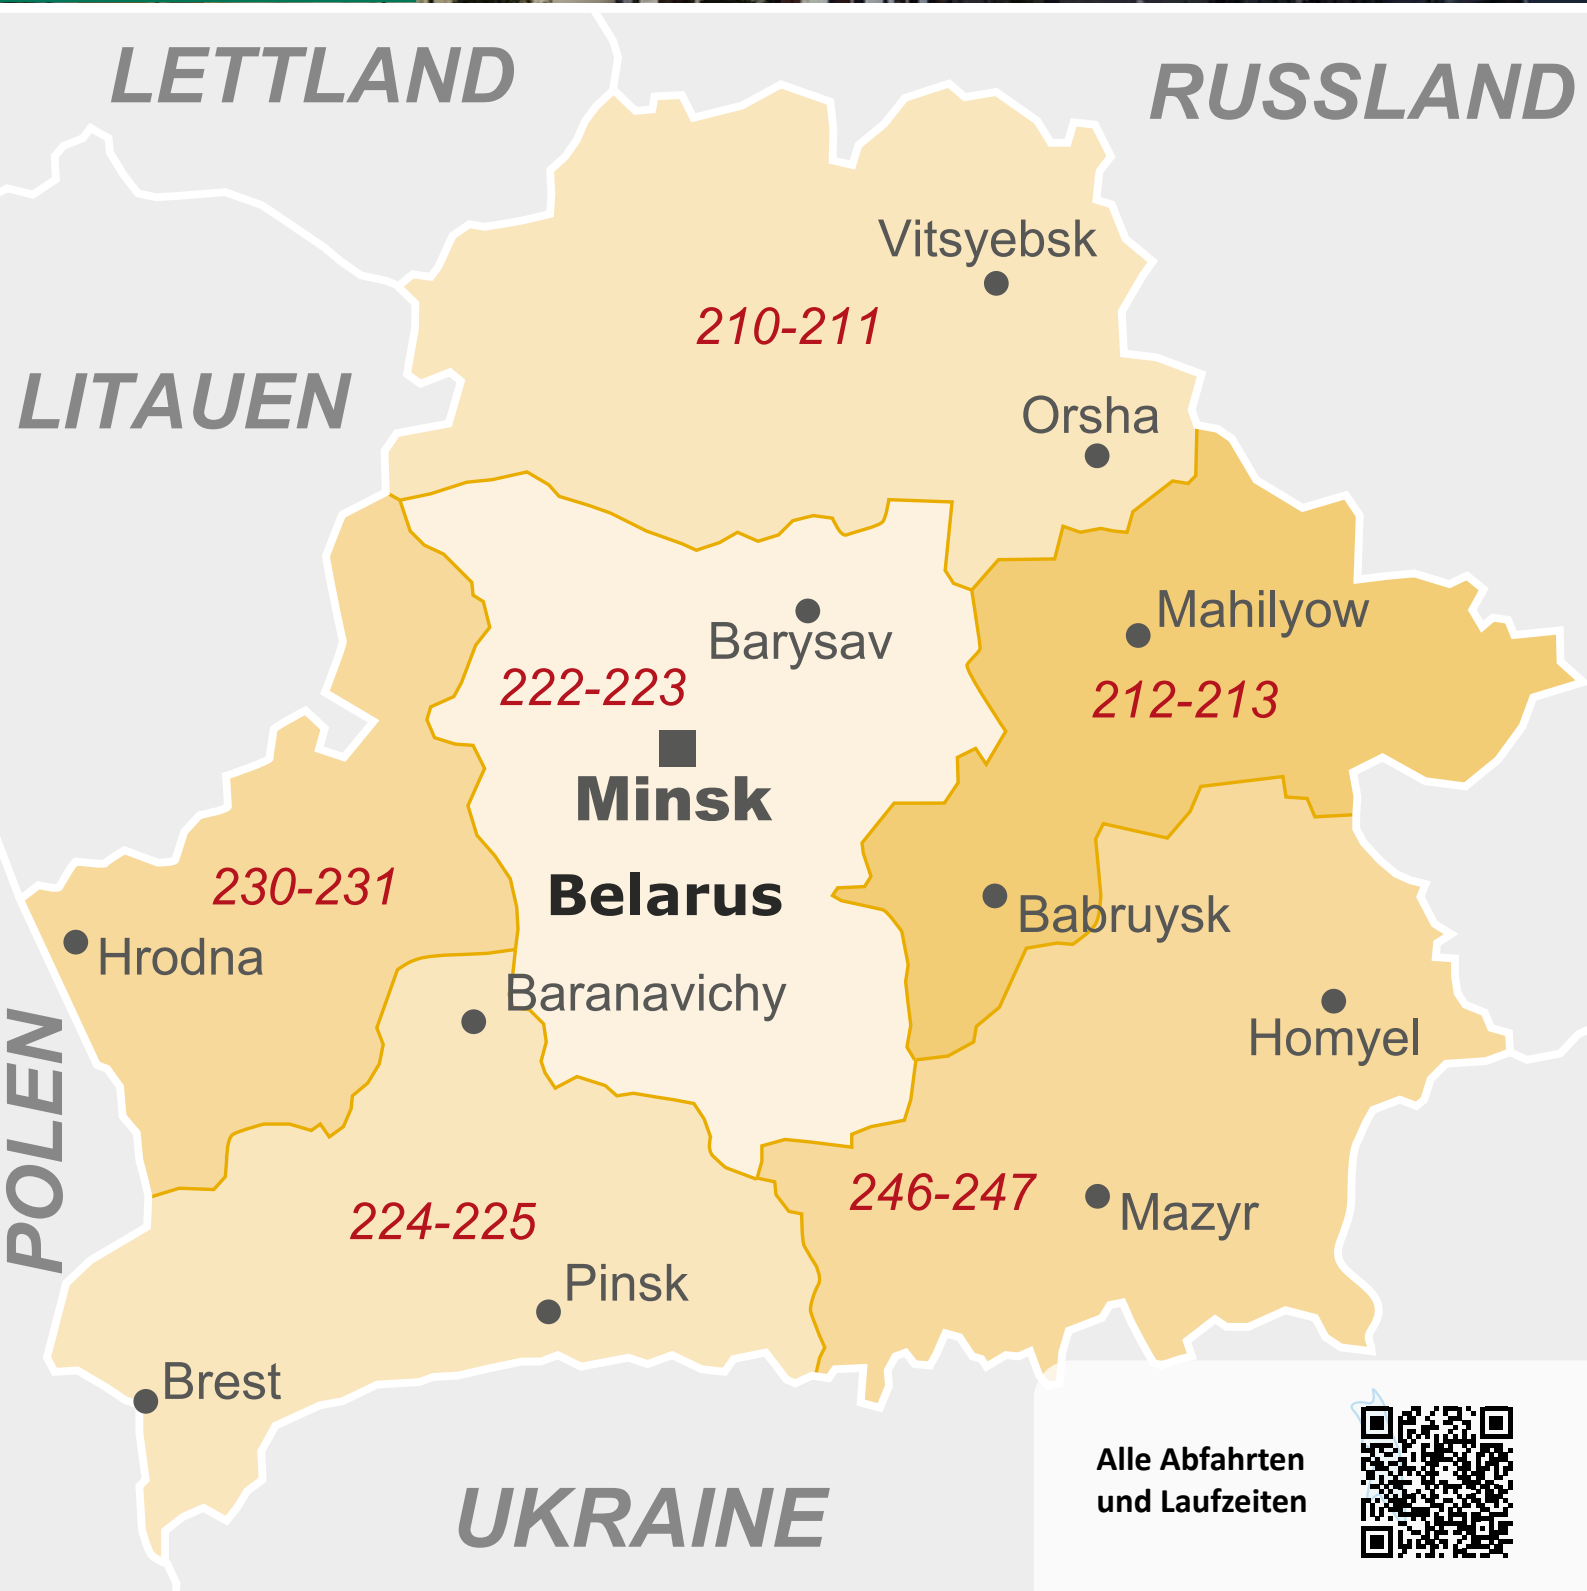 LETTLAND
RUSSLAND
Vitsyebsk
210-211
LITAUEN
Orsha
Mahilyow
Barysav
222-223
212-213
Minsk
230-231
Belarus
Babruysk
Hrodna
Baranavichy
Homyel
POLEN
246-247
Mazyr
224-225
Pinsk
Brest
Alle Abfahrten
und Laufzeiten
UKRAINE